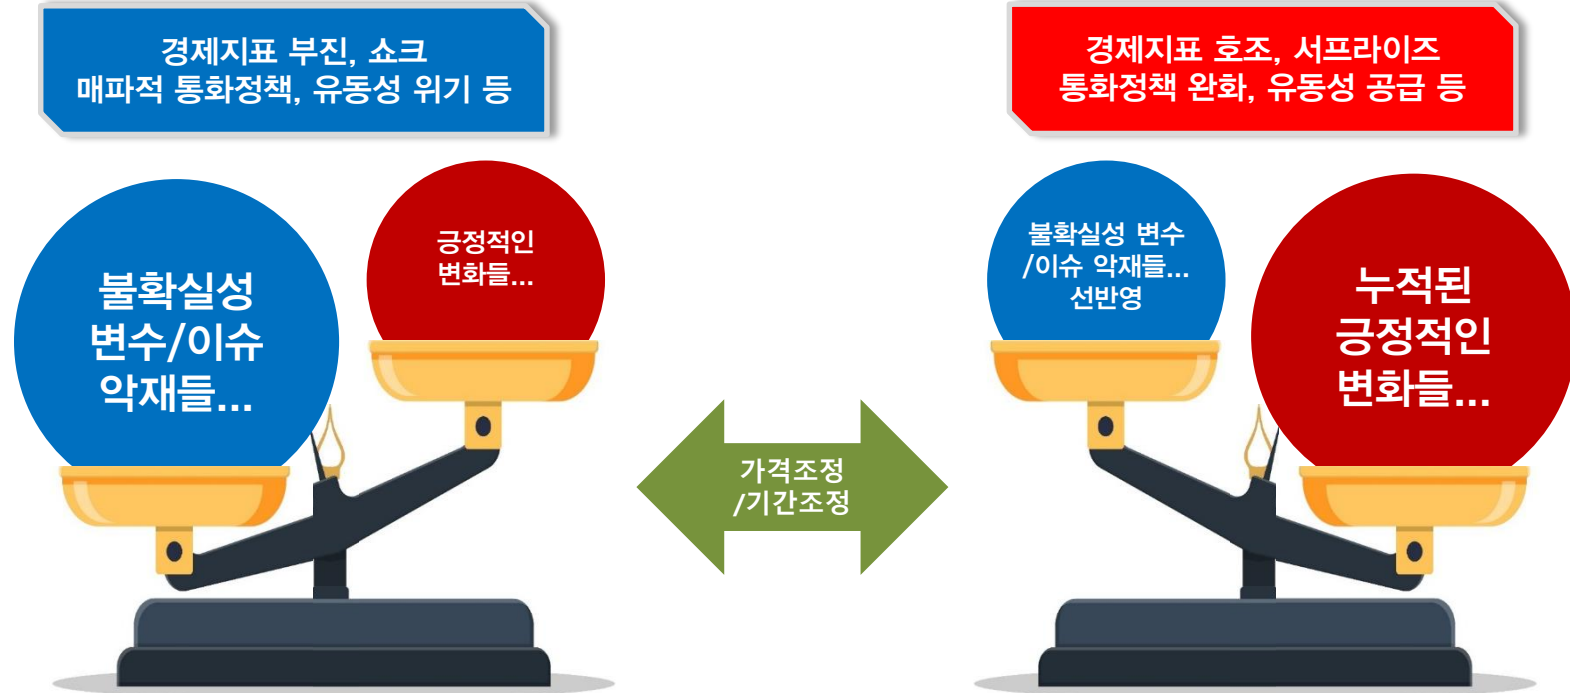 경제지표 부진, 쇼크
매파적 통화정책, 유동성 위기 등
경제지표 호조, 서프라이즈
통화정책 완화, 유동성 공급 등
불확실성
변수/이슈
악재들...
긍정적인
변화들...
가격조정
/기간조정
불확실성 변수
/이슈 악재들...
선반영
누적된
긍정적인
변화들...